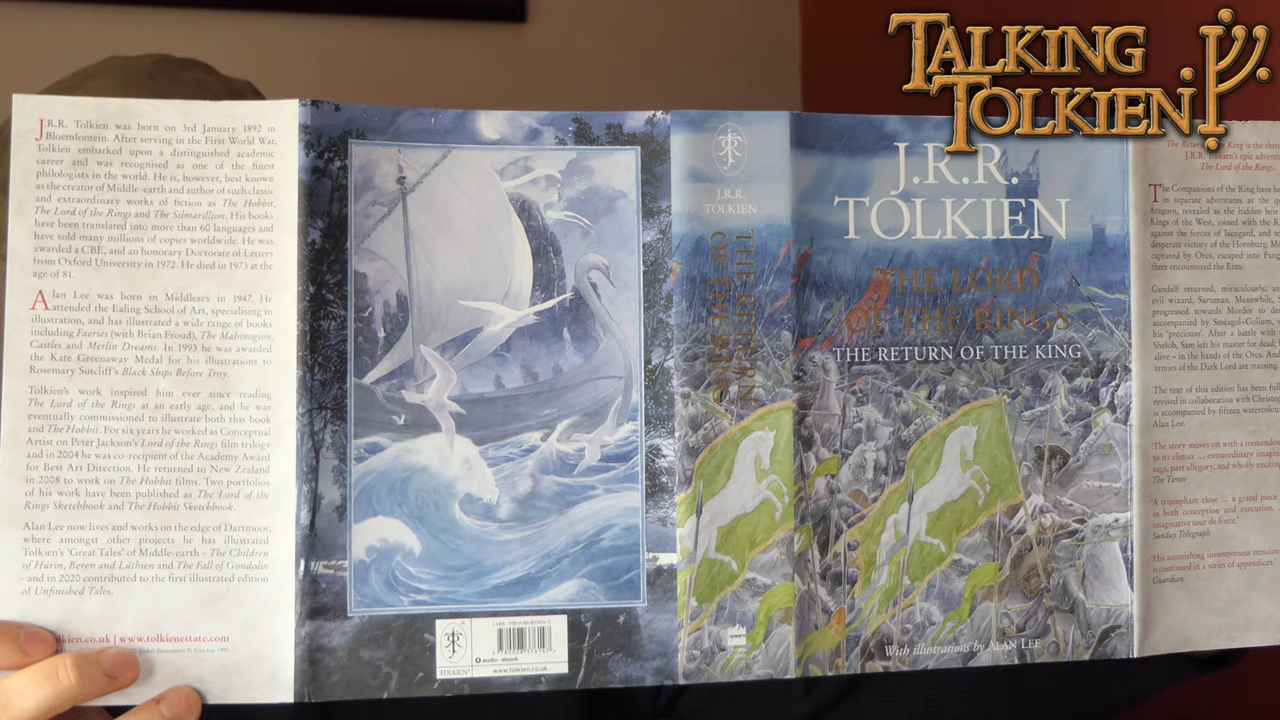 TALKING
TOLKIEN
J.R.R. Tolkien was born on 3rd January 1892 in
Bloemfontein. After serving in the First World War,
Tolkien embarked upon a distinguished academic
career and was recognised as one of the finest
philologists in the world. He is, however, best known
as the creator of Middle-earth and author of such classic
and extraordinary works of fiction as The Hobbit,
The Lord of the Rings and The Silmarillion. His books
have been translated into more than 60 languages and
have sold many millions of copies worldwide. He was
awarded a CBE, and an honorary Doctorate of Letters
from Oxford University in 1972. He died in 1973 at the
age of 81.
Alan Lee was born in Middlesex in 1947. He
attended the Ealing School of Art, specialising in
illustration, and has illustrated a wide range of books
including Faeries (with Brian Froud), The Mabinogion,
Castles and Merlin Dreams. In 1993 he was awarded
the Kate Greenaway Medal for his illustrations to
Rosemary Sutcliff's Black Ships Before Troy.
Tolkien's work inspired him ever since reading
The Lord of the Rings at an early age, and he was
eventually commissioned to illustrate both this book
and The Hobbit. For six years he worked as Conceptual
Artist on Peter Jackson's Lord of the Rings film trilogy
and in 2004 he was co-recipient of the Academy Award
for Best Art Direction. He returned to New Zealand
in 2008 to work on The Hobbit films. Two portfolios
of his work have been published as The Lord of the
Rings Sketchbook and The Hobbit Sketchbook.
Alan Lee now lives and works on the edge of Dartmoor,
where amongst other projects he has illustrated
Tolkien's 'Great Tales' of Middle-earth – The Children
of Húrin, Beren and Lúthien and The Fall of Gondolin
– and in 2020 contributed to the first illustrated edition
of Unfinished Tales.
lkien.co.uk | www.tolkienestate.com
Jacket illustrations © Alan Lee 1991
TOLKIEN®
audio · ebook
www.tolkien.co.uk
J.R.R.
TOLKIEN
THE RETURN
OF THE KING
J.R.R.
TOLKIEN
THE LORD
OF THE RINGS
THE RETURN OF THE KING
With illustrations by ALAN LEE
The Return King is the thir
J.R.R. Tolkien's epic advent
The Lord of the Rings.
The Companions of the Ring have be
in separate adventures as the q
Aragorn, revealed as the hidden heir
Kings of the West, joined with the R
against the forces of Isengard, and to
desperate victory of the Hornburg. M
captured by Orcs, escaped into Fang
there encountered the Ents.
Gandalf returned, miraculously, an
evil wizard, Saruman. Meanwhile,
progressed towards Mordor to de
accompanied by Sméagol–Gollum,
his 'precious'. After a battle with
Shelob, Sam left his master for dead;
alive – in the hands of the Orcs. And
armies of the Dark Lord are massing.
The text of this edition has been full
revised in collaboration with Christop
is accompanied by fifteen watercolou
Alan Lee.
'The story moves on with a tremendou
to its climax ... extraordinary imagin
saga, part allegory, and wholly exciting
The Times
'A triumphant close ... a grand piece
in both conception and execution.
imaginative tour de force.'
Sunday Telegraph
'His astonishing inventiveness remains
is continued in a series of appendices.'
Guardian